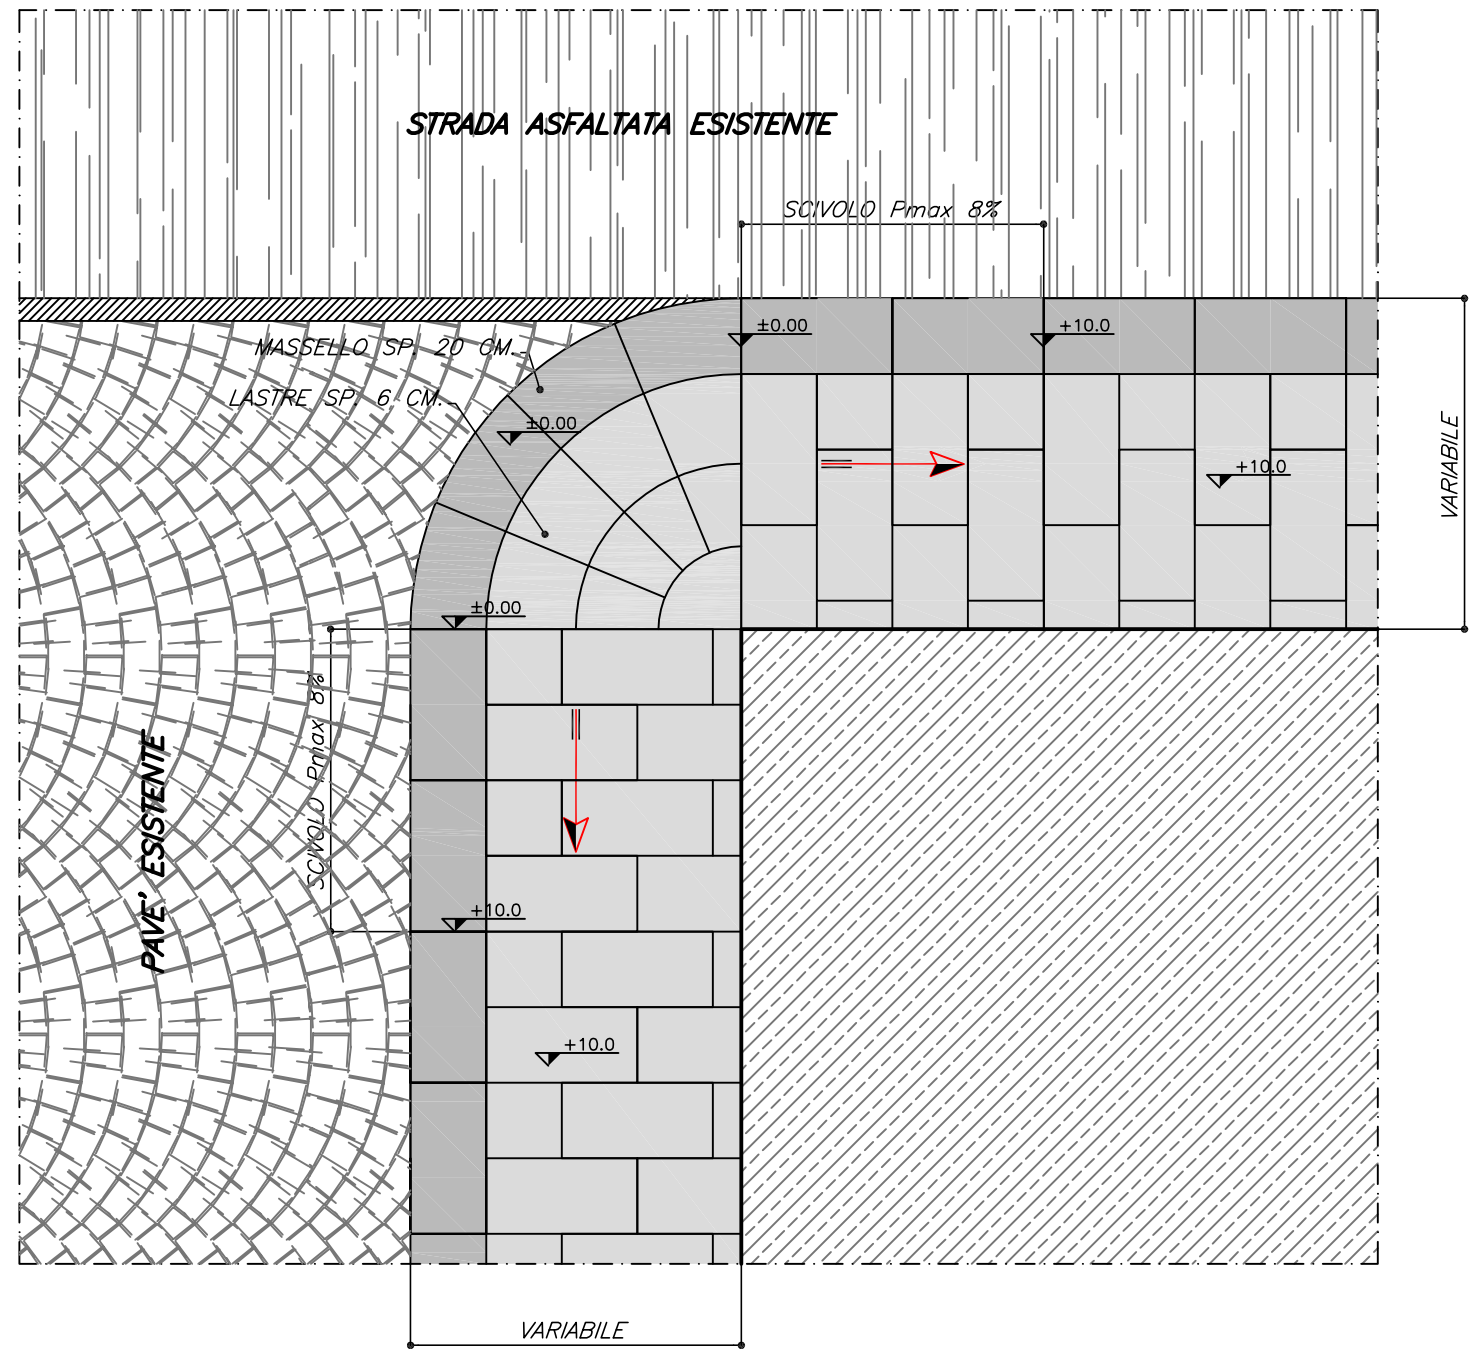 STRADA ASFALTATA ESISTENTE
SCIVOLO Pmax 8%
±0.00
+10.0
MASSELLO SP. 20 CM.
LASTRE SP. 6 CM.
±0.00
+10.0
VARIABILE
±0.00
SCIVOLO Pmax 8%
PAVE' ESISTENTE
+10.0
+10.0
VARIABILE